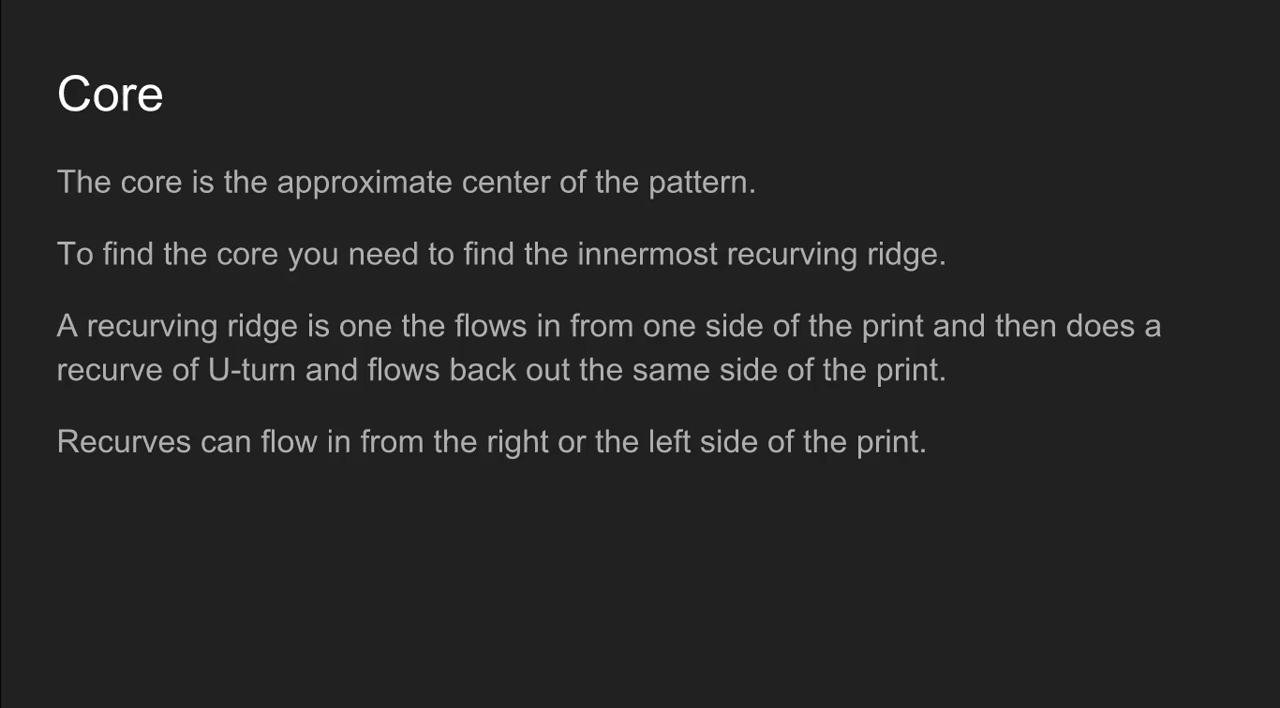 Core
The core is the approximate center of the pattern.
To find the core you need to find the innermost recurving ridge.
A recurving ridge is one the flows in from one side of the print and then does a
recurve of U-turn and flows back out the same side of the print.
Recurves can flow in from the right or the left side of the print.